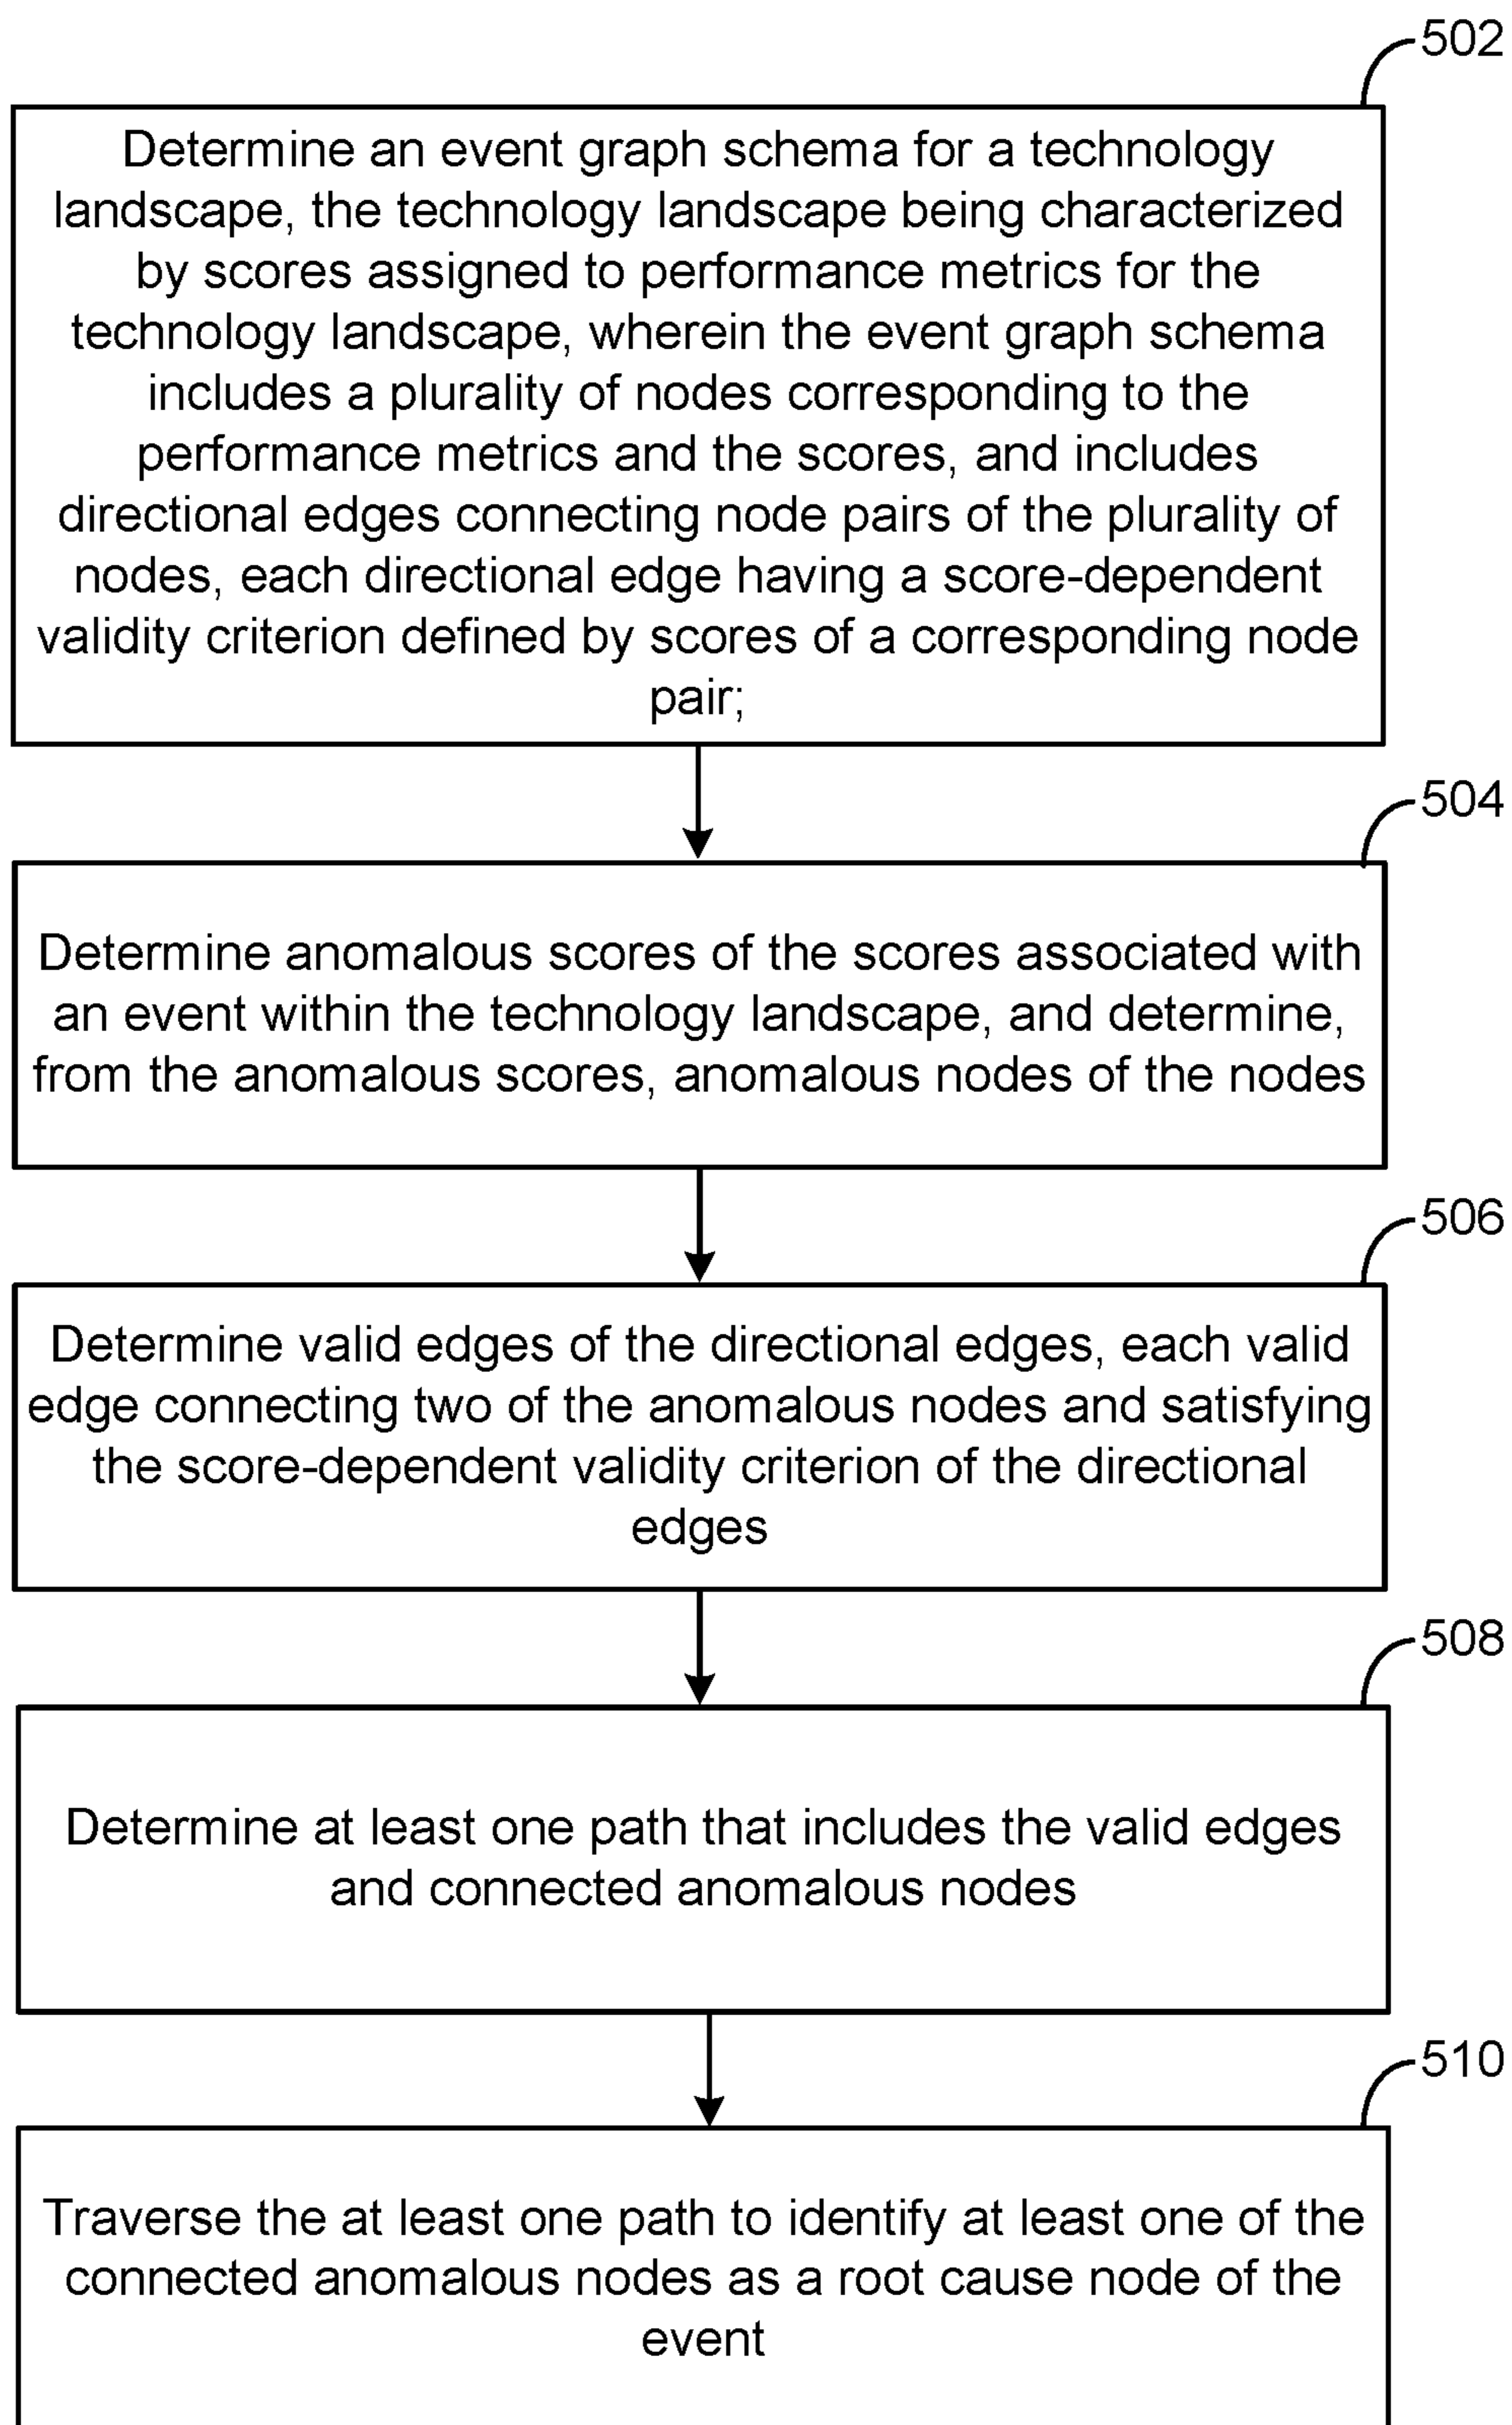 502
Determine an event graph schema for a technology
landscape, the technology landscape being characterized
by scores assigned to performance metrics for the
technology landscape, wherein the event graph schema
includes a plurality of nodes corresponding to the
performance metrics and the scores, and includes
directional edges connecting node pairs of the plurality of
nodes, each directional edge having a score-dependent
validity criterion defined by scores of a corresponding node
pair;
504
Determine anomalous scores of the scores associated with
an event within the technology landscape, and determine,
from the anomalous scores, anomalous nodes of the nodes
506
Determine valid edges of the directional edges, each valid
edge connecting two of the anomalous nodes and satisfying
the score-dependent validity criterion of the directional
edges
508
Determine at least one path that includes the valid edges
and connected anomalous nodes
510
Traverse the at least one path to identify at least one of the
connected anomalous nodes as a root cause node of the
event